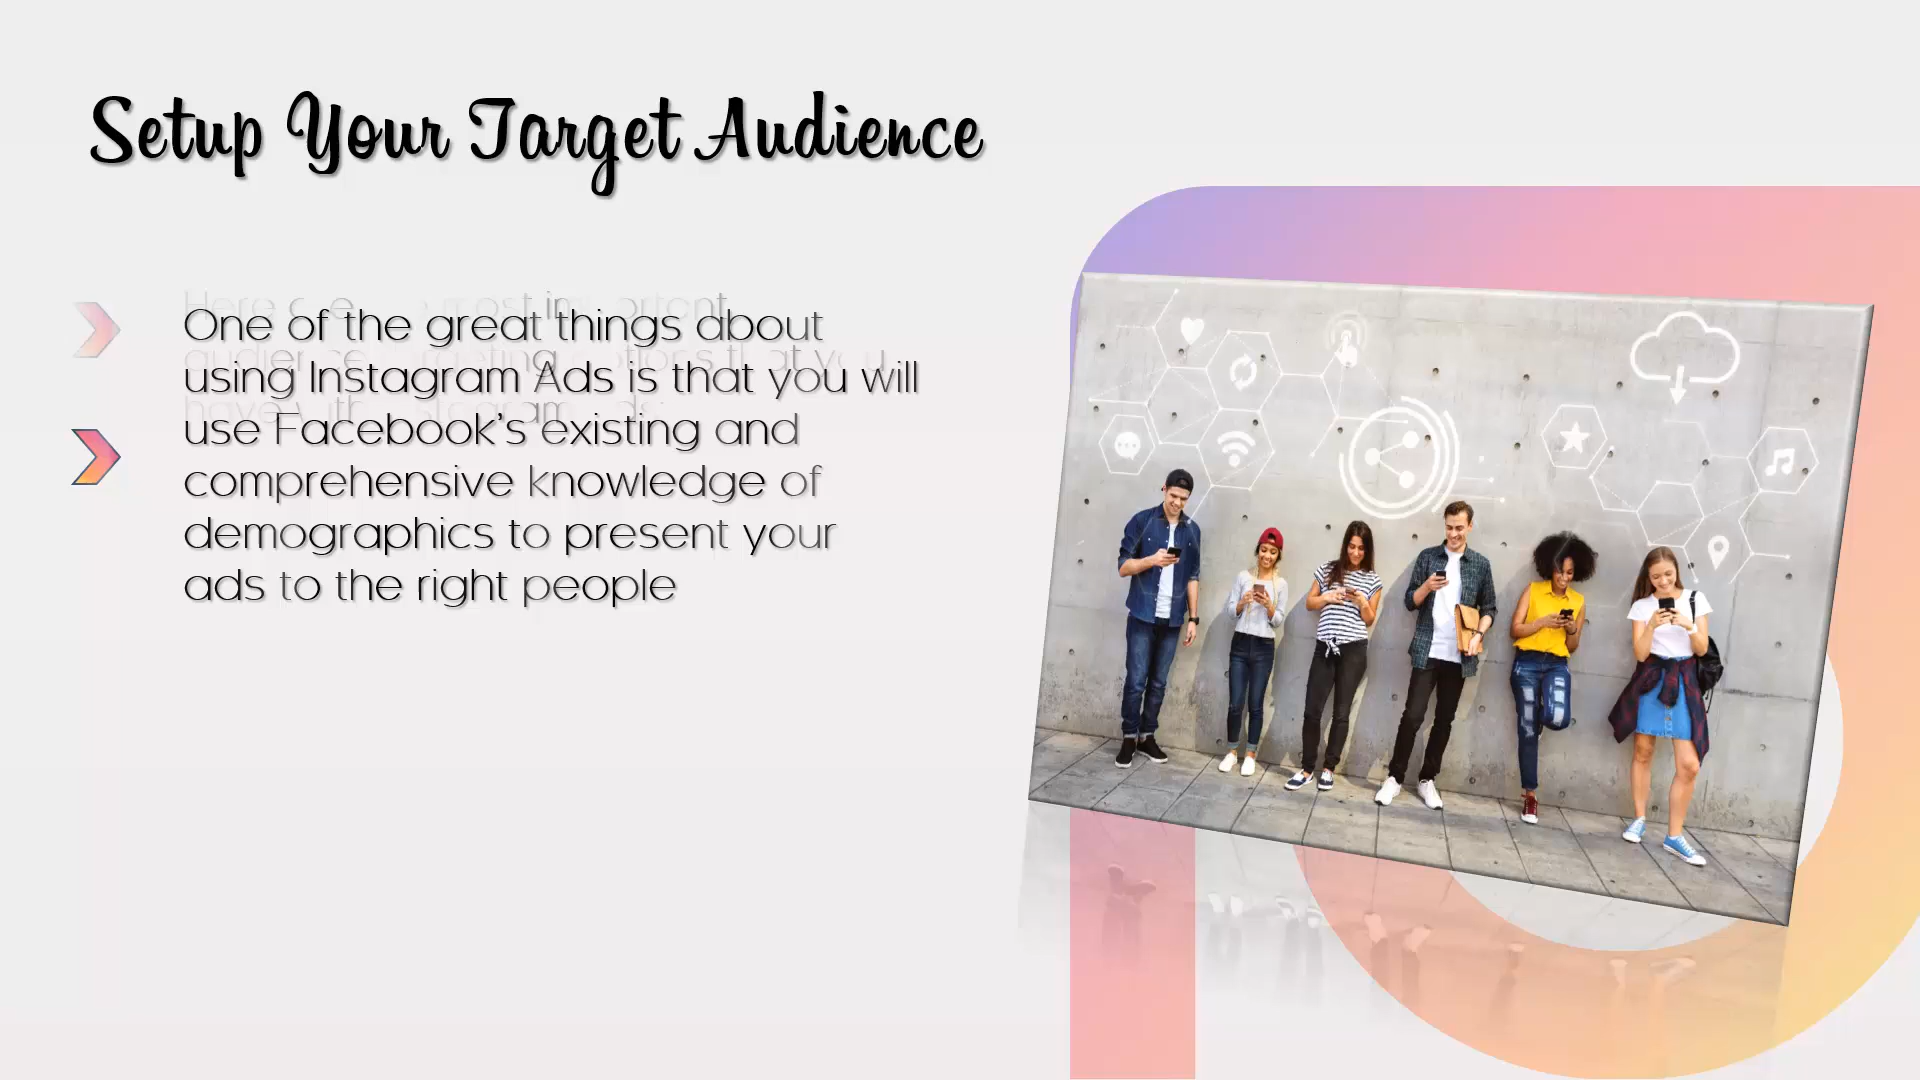 Setup Your Target Audience
One of the great things about
using Instagram Ads is that you will
use Facebook's existing and
comprehensive knowledge of
demographics to present your
ads to the right people